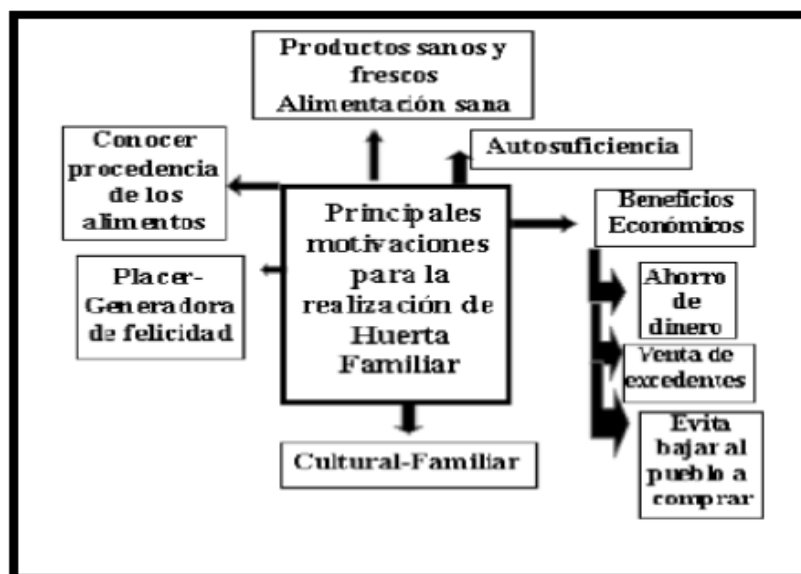 Productos sanos y
frescos
Alimentación sana
Conocer
procedencia
de los
alimentos
Autosuficiencia
Principales
motivaciones
para la
realización de
Huerta
Familiar
Beneficios
Económicos
Placer-
Generadora
de felicidad
Ahorro
de
dinero
Venta de
excedentes
Evita
bajar al
pueblo a
comprar
Cultural-Familiar